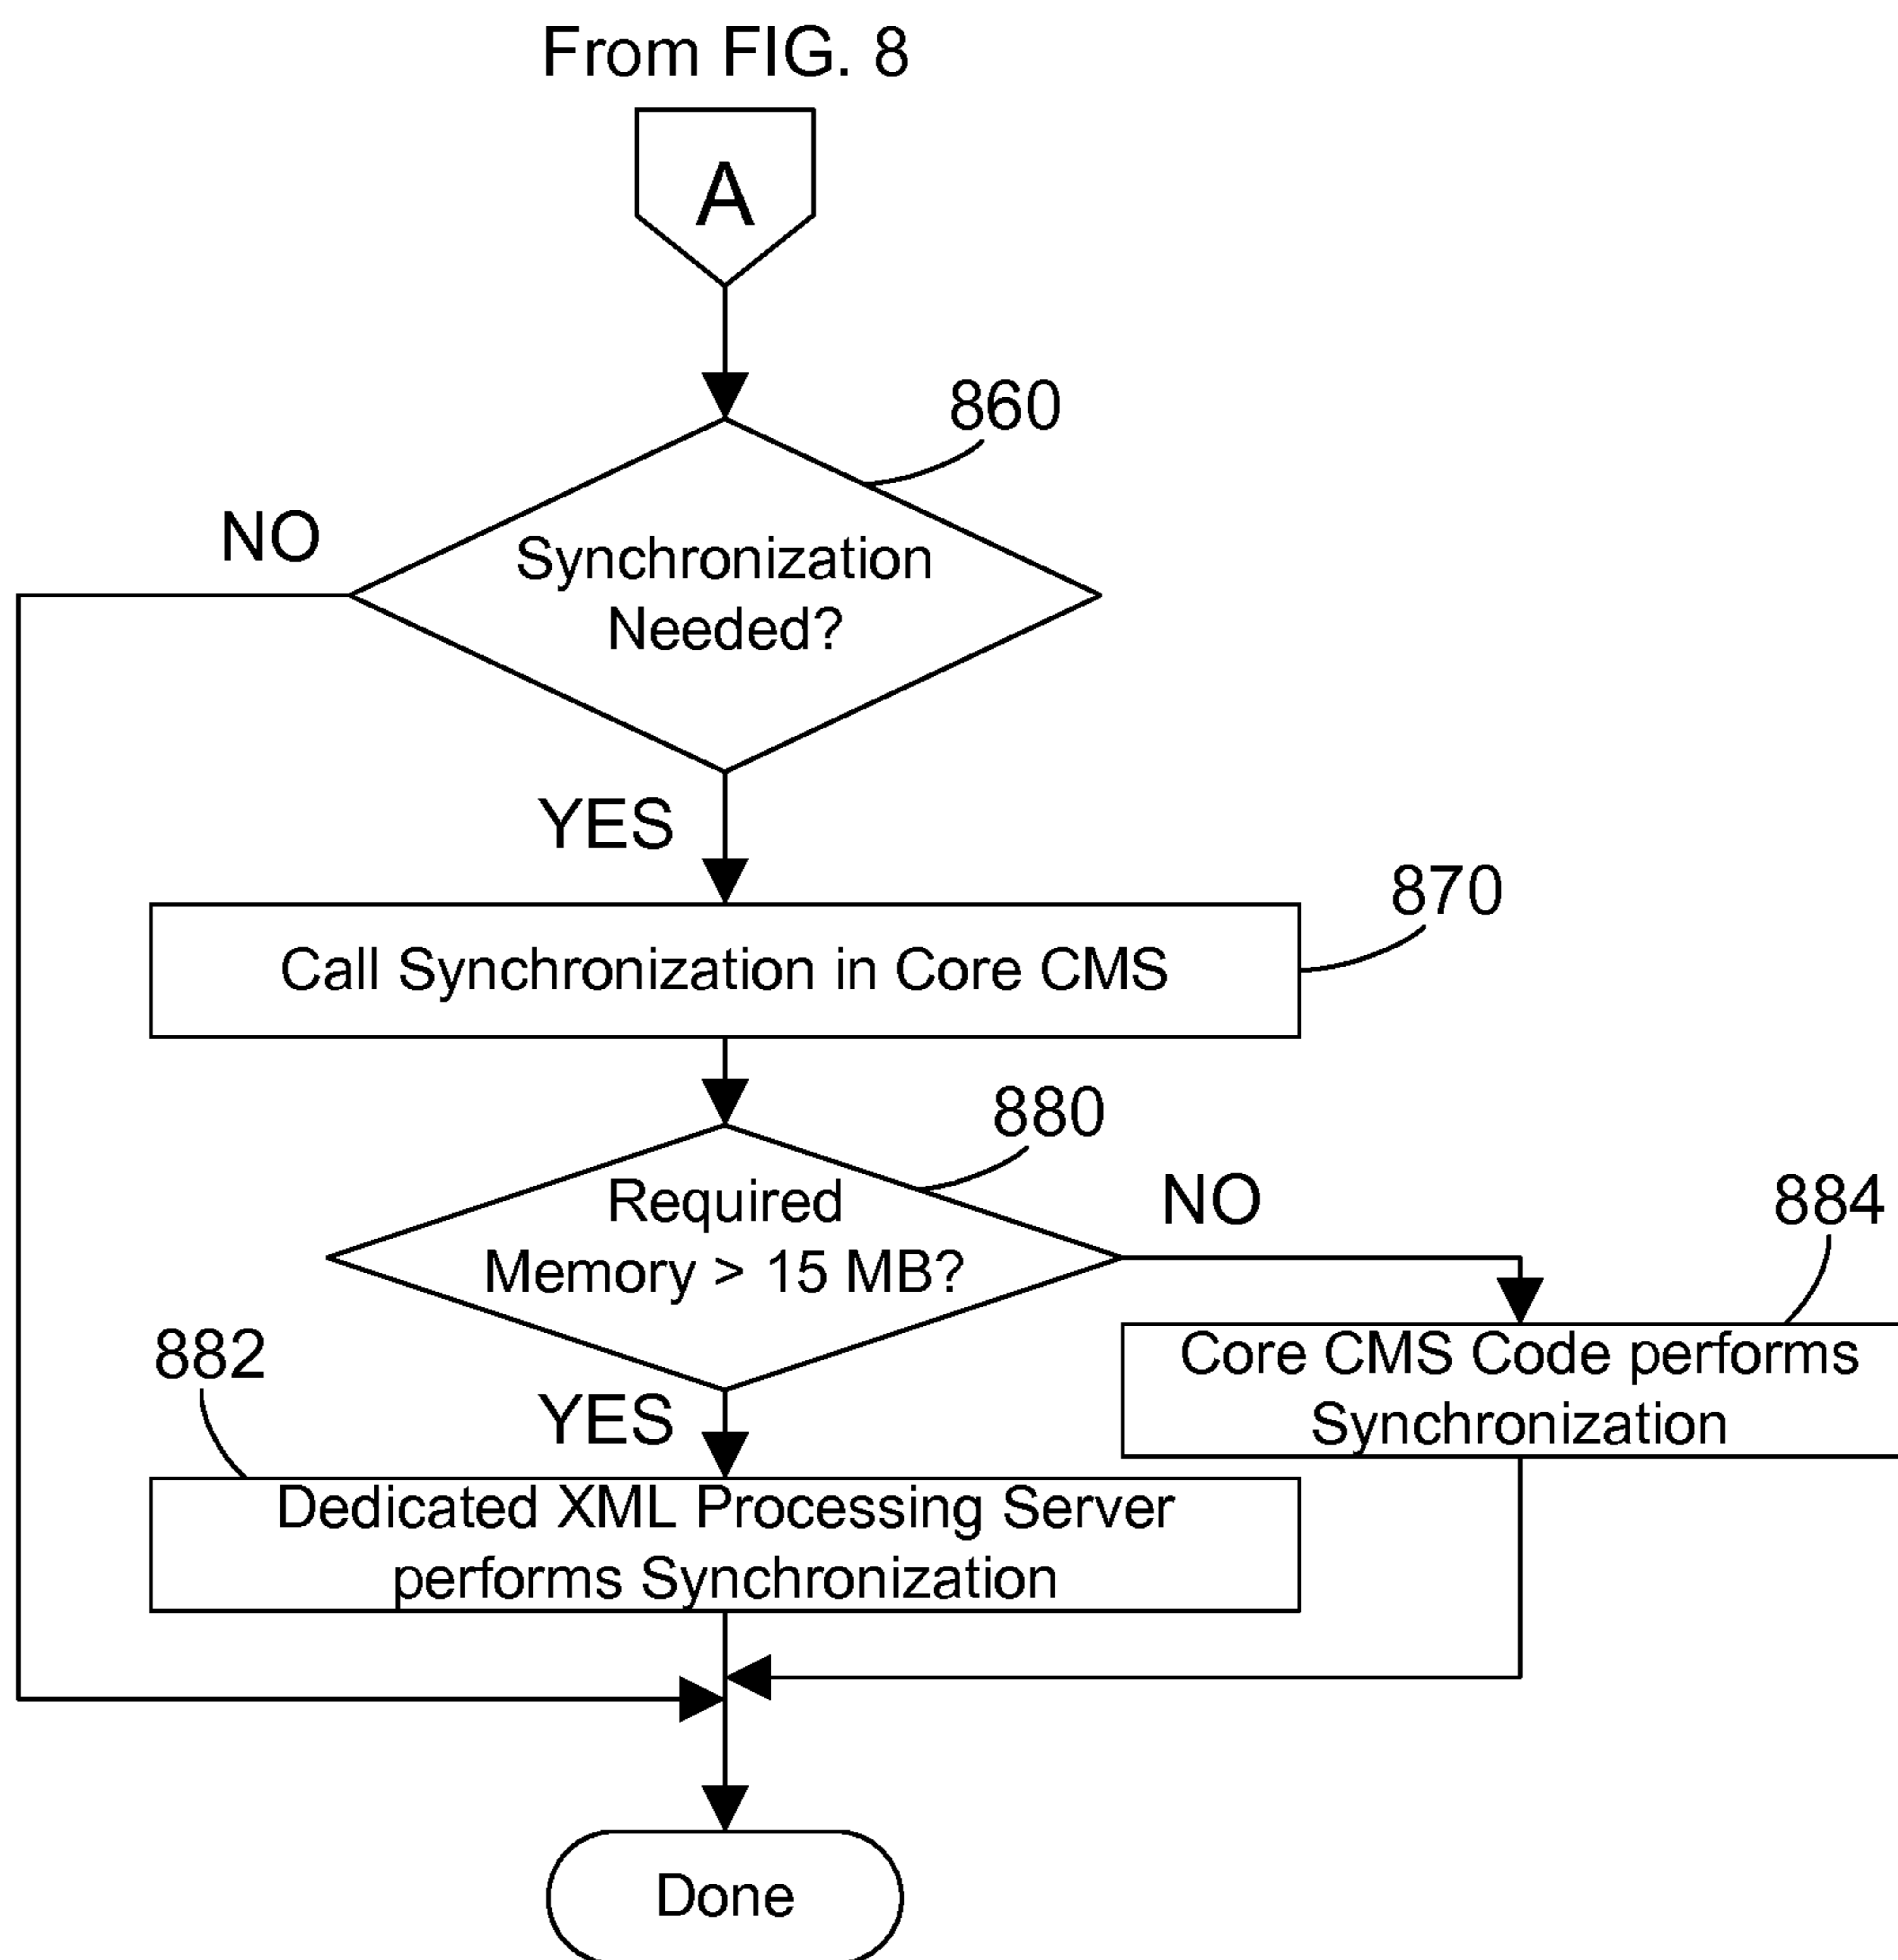 From FIG. 8
A
860
NO
Synchronization
Needed?
YES
870
Call Synchronization in Core CMS
880
Required
Memory > 15 MB?
NO
884
Core CMS Code performs
Synchronization
882
YES
Dedicated XML Processing Server
performs Synchronization
Done